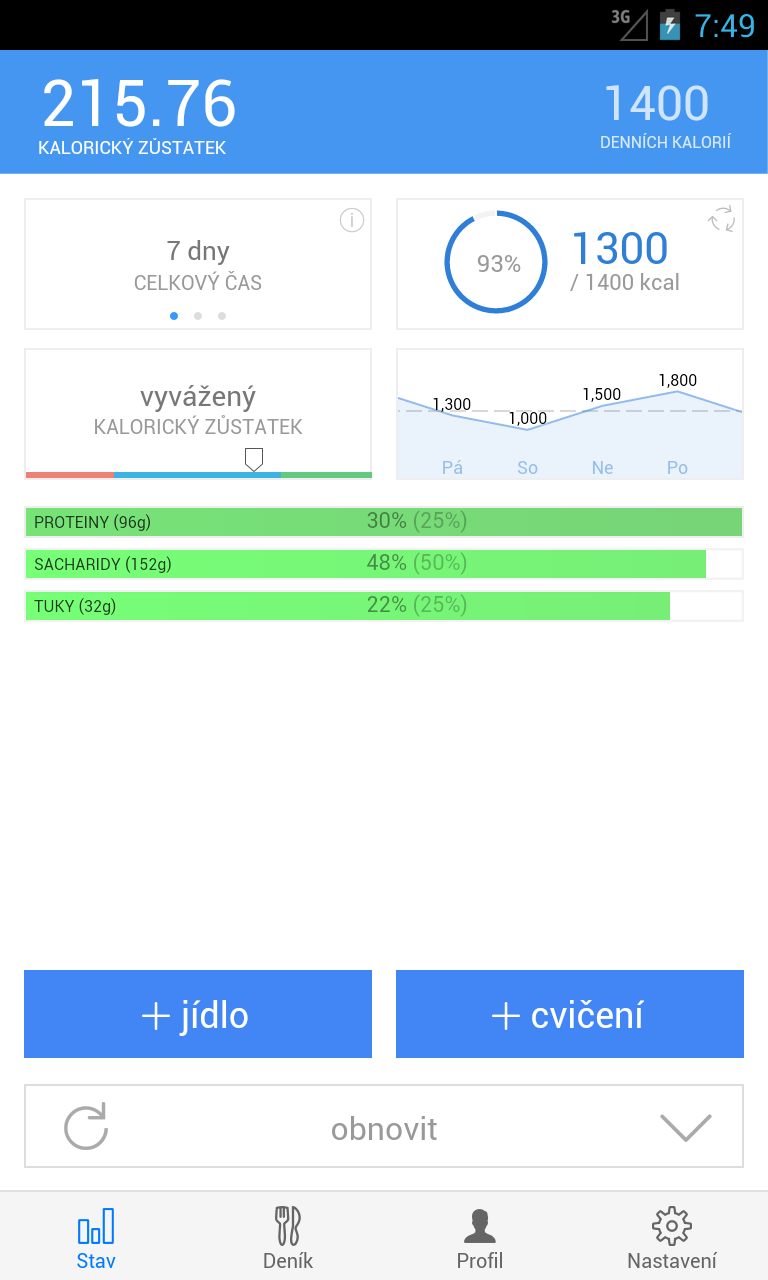 3G
7:49
215.76
KALORICKÝ ZŮSTATEK
1400
DENNÍCH KALORIÍ
7 dny
CELKOVÝ ČAS
93%
1300
/ 1400 kcal
vyvážený
KALORICKÝ ZŮSTATEK
1,300
1,000
1,500
1,800
Pá
So
Ne
Po
PROTEINY (96g) 30% (25%)
SACHARIDY (152g) 48% (50%)
TUKY (32g) 22% (25%)
+ jídlo
+ cvičení
obnovit
Stav
Deník
Profil
Nastavení